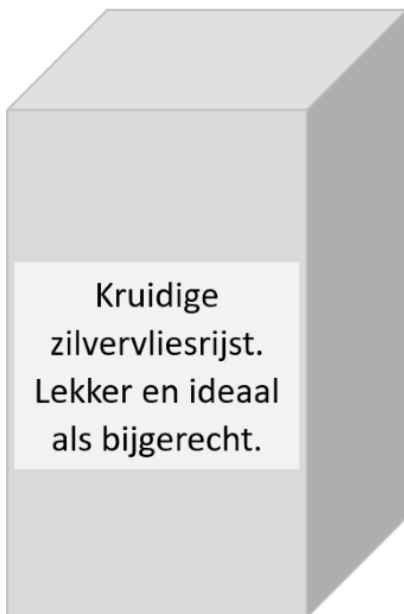 Kruidige
zilvervliesrijst.
Lekker en ideaal
als bijgerecht.